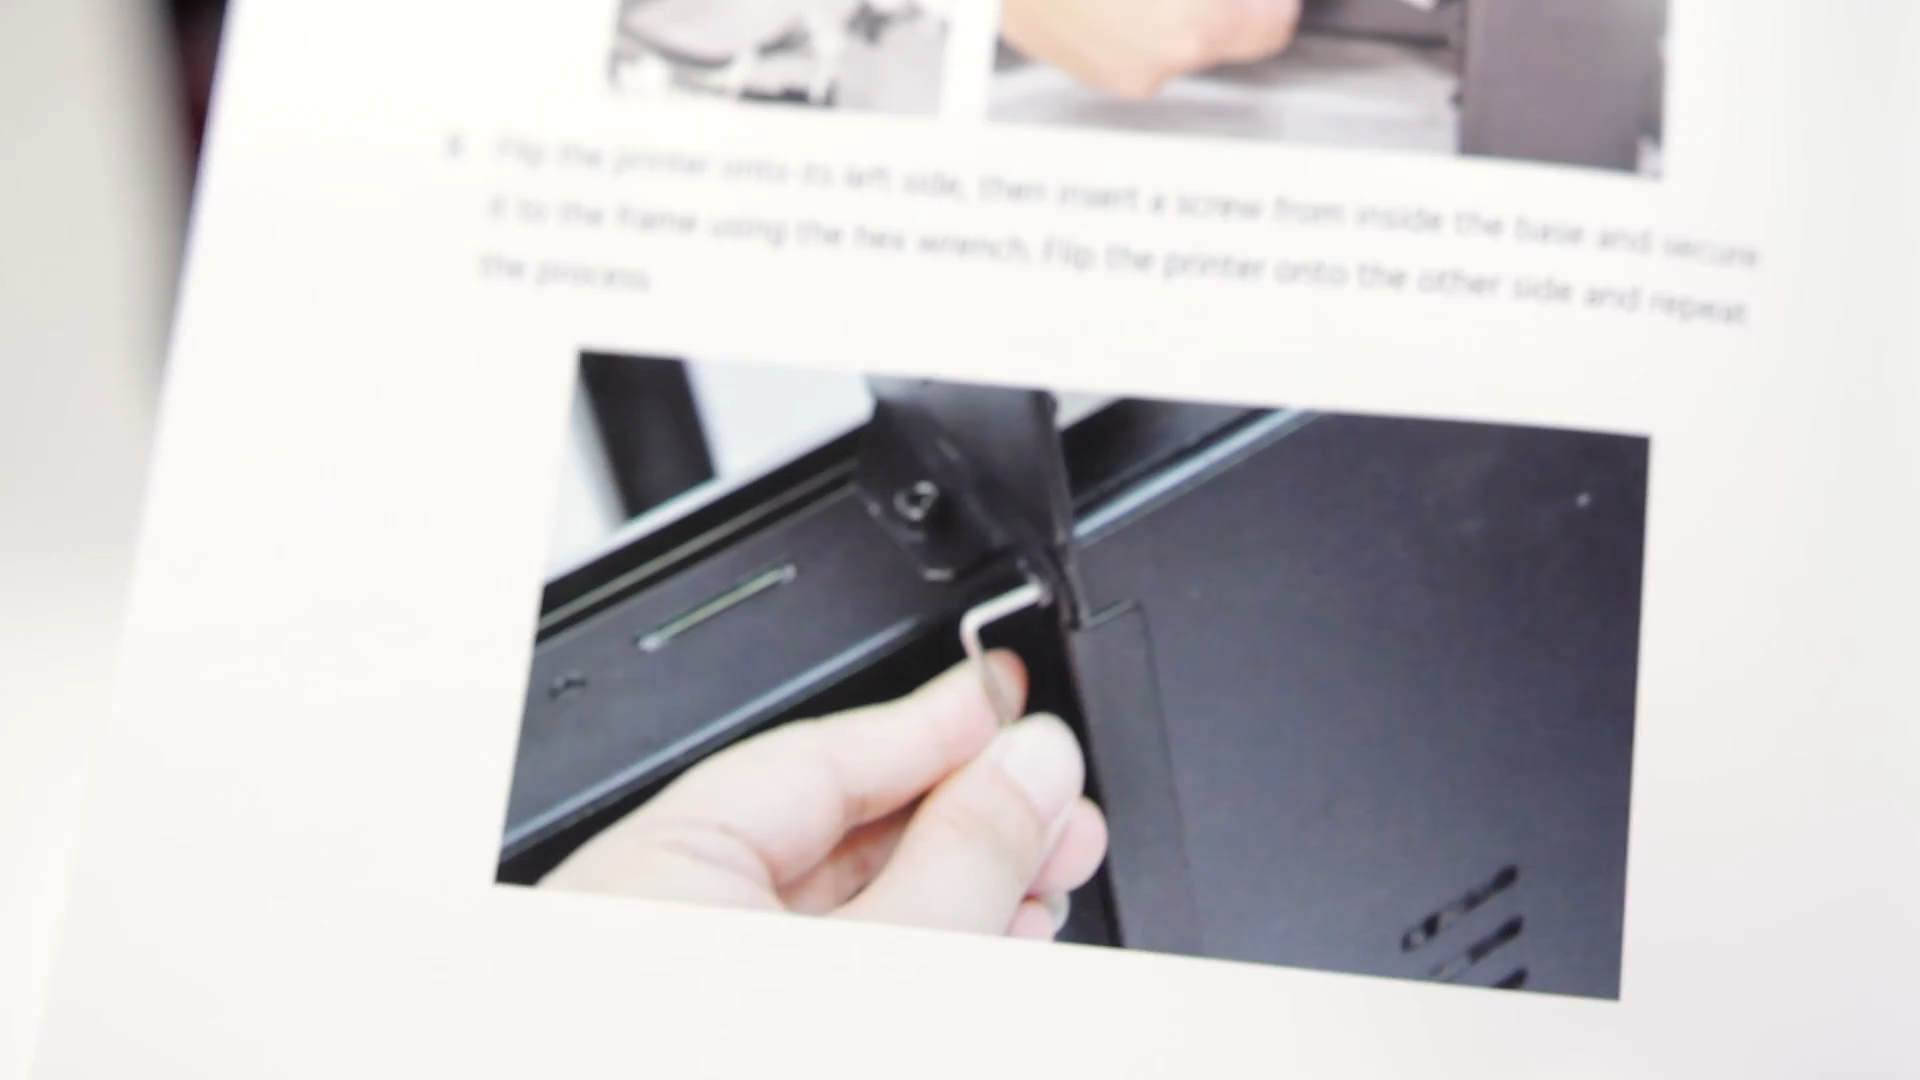 Flip the printer onto its left side, then insert a screw from inside the base and secure
it to the frame using the hex wrench. Flip the printer onto the other side and repeat
the process.